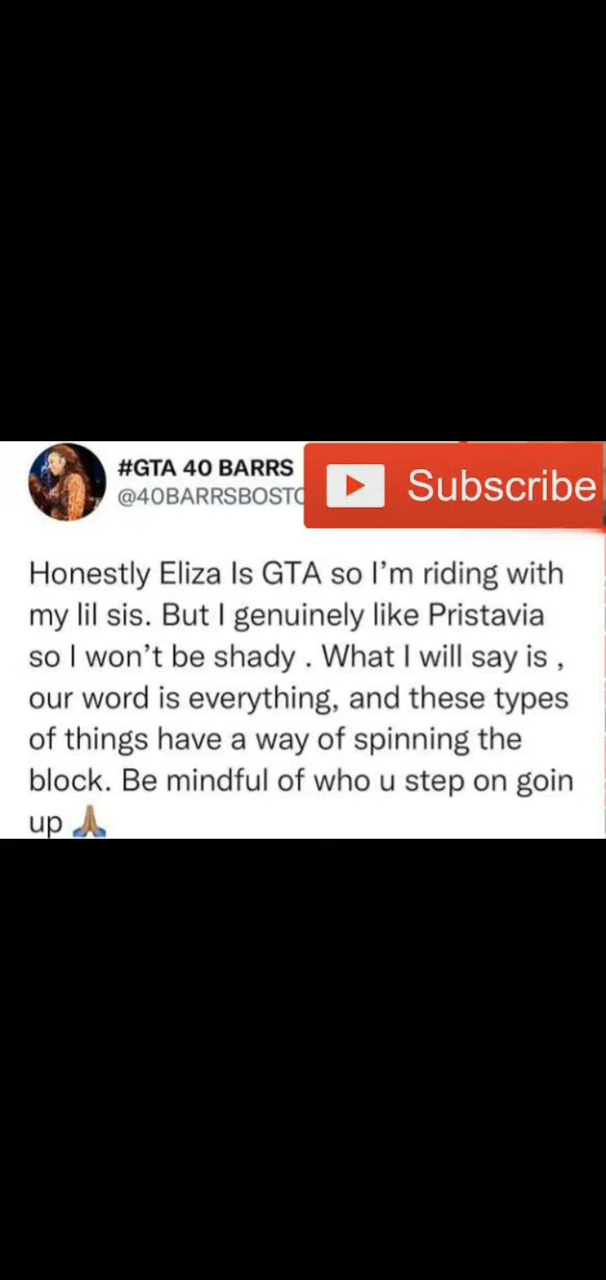 #GTA 40 BARRS
@40BARRSBOSTO
Subscribe
Honestly Eliza Is GTA so I’m riding with
my lil sis. But I genuinely like Pristavia
so I won’t be shady . What I will say is ,
our word is everything, and these types
of things have a way of spinning the
block. Be mindful of who u step on goin
up 🙏🏽